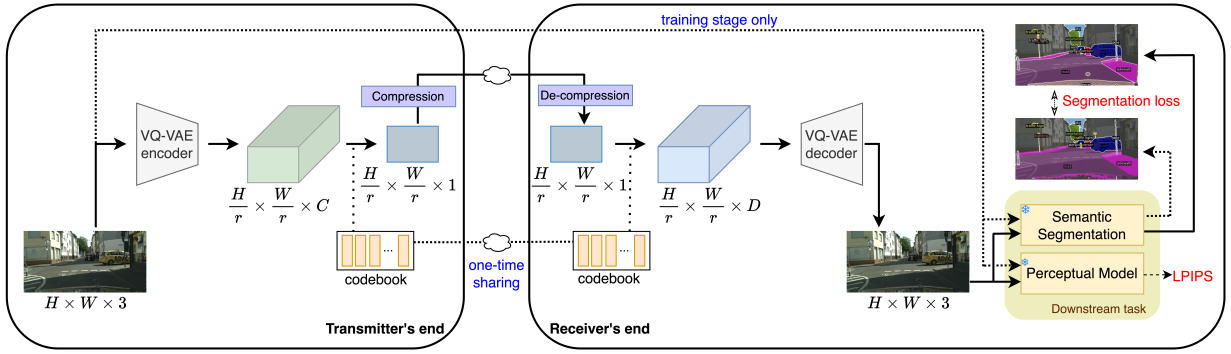 training stage only
Compression
De-compression
Segmentation loss
VQ-VAE
encoder
VQ-VAE
decoder
H/r × W/r × C
H/r × W/r × 1
H/r × W/r × 1
H/r × W/r × D
Semantic
Segmentation
codebook
one-time
sharing
codebook
Perceptual Model
LPIPS
H × W × 3
H × W × 3
Downstream task
Transmitter's end
Receiver's end